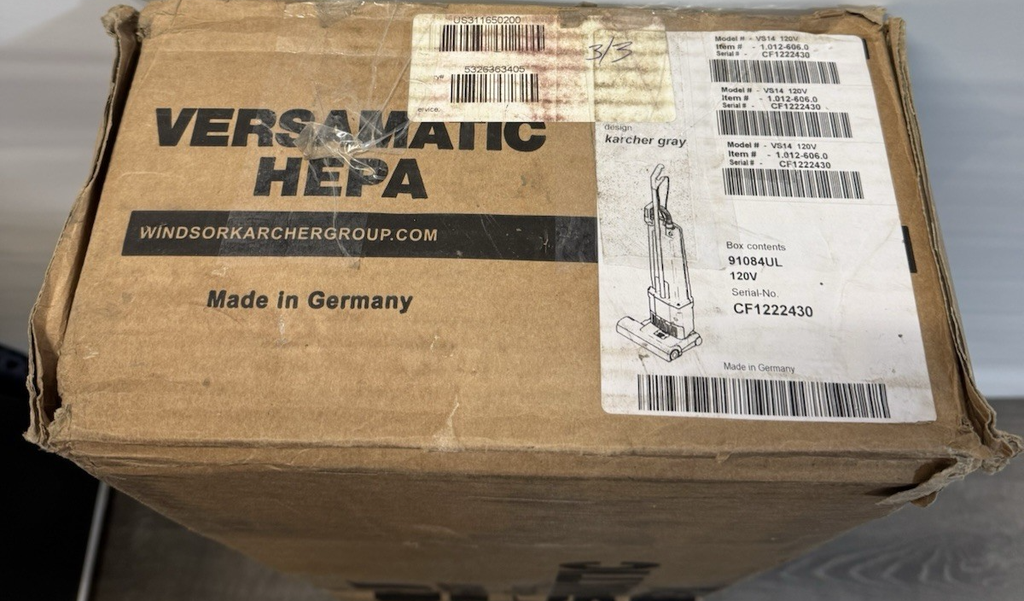 US311650200
3/3
5326363405
ty#
ervice.
VERSAMATIC
HEPA
WINDSORKARCHERGROUP.COM
Made in Germany
design
karcher gray
Model # - VS14 120V
Item # - 1.012-606.0
Serial # - CF1222430
Model # - VS14 120V
Item # - 1.012-606.0
Serial # - CF1222430
Model # - VS14 120V
Item # - 1.012-606.0
Serial # - CF1222430
Box contents
91084UL
120V
Serial-No.
CF1222430
Made in Germany